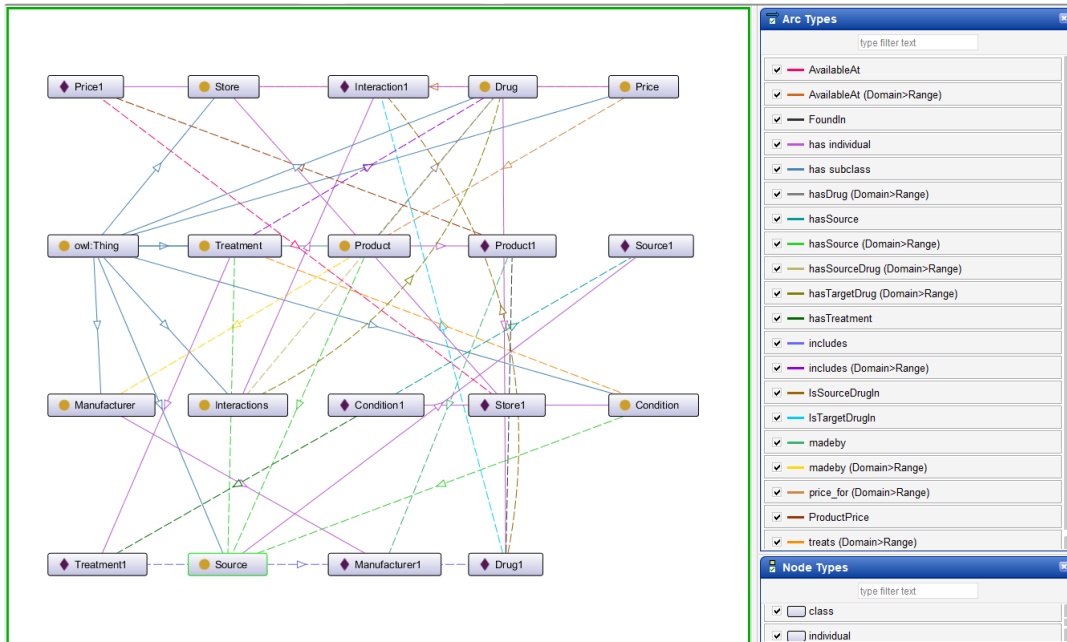 Price1 Store Interaction1 Drug Price
owl:Thing Treatment Product Product1 Source1
Manufacturer Interactions Condition1 Store1 Condition
Treatment1 Source Manufacturer1 Drug1
Arc Types
type filter text
AvailableAt
AvailableAt (Domain>Range)
FoundIn
has individual
has subclass
hasDrug (Domain>Range)
hasSource
hasSource (Domain>Range)
hasSourceDrug (Domain>Range)
hasTargetDrug (Domain>Range)
hasTreatment
includes
includes (Domain>Range)
IsSourceDrugIn
IsTargetDrugIn
madeby
madeby (Domain>Range)
price_for (Domain>Range)
ProductPrice
treats (Domain>Range)
Node Types
type filter text
class
individual